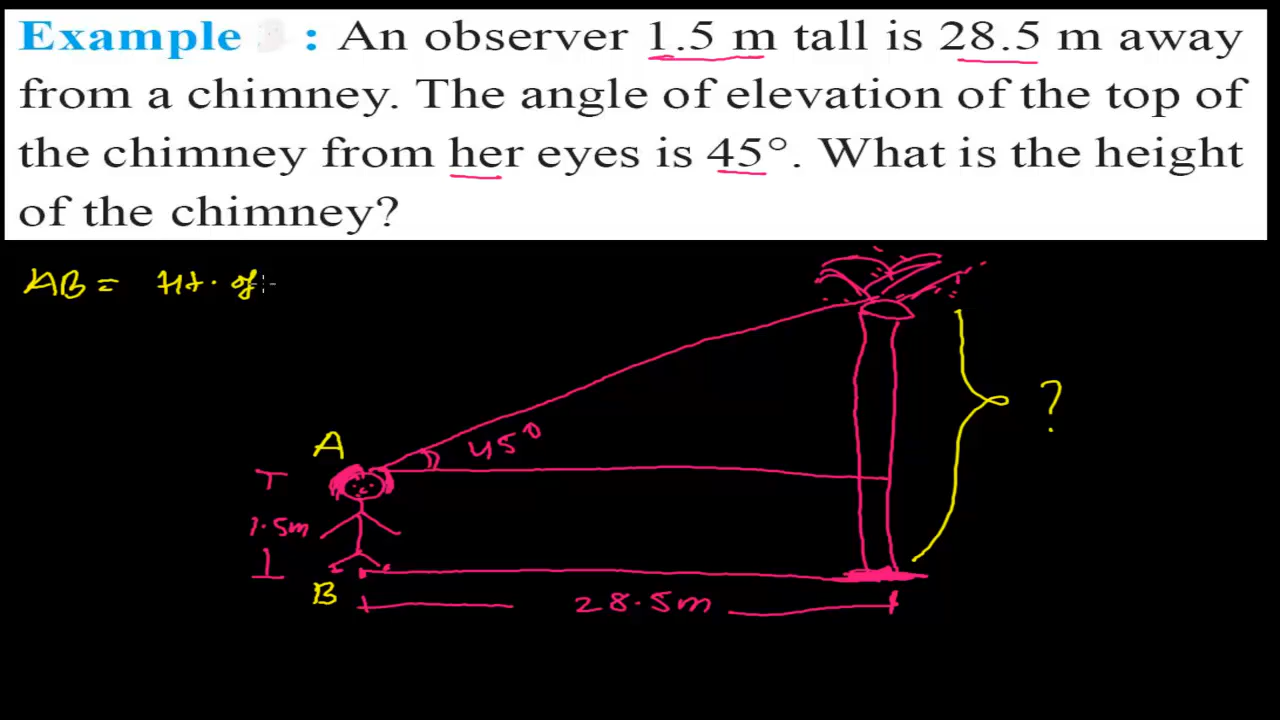 Example : An observer 1.5 m tall is 28.5 m away
from a chimney. The angle of elevation of the top of
the chimney from her eyes is 45°. What is the height
of the chimney?
AB = Ht. of
?
A
45°
1.5m
B
28.5m